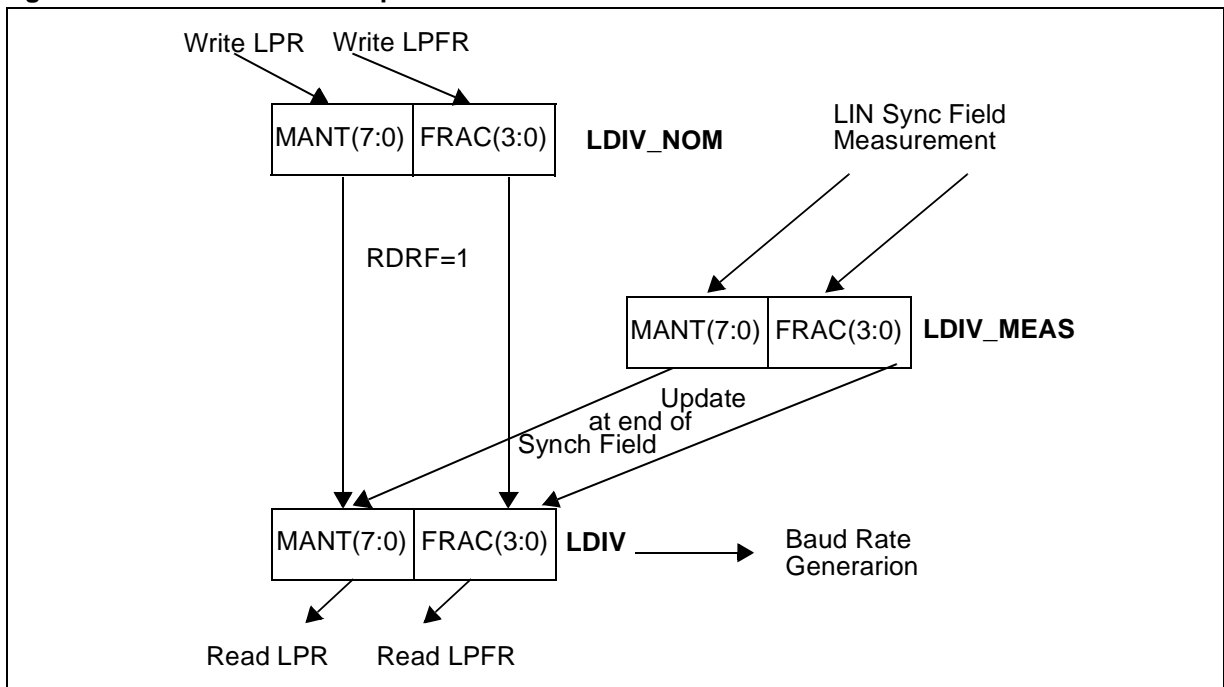 Write LPR
Write LPFR
MANT(7:0)
FRAC(3:0)
LDIV_NOM
LIN Sync Field
Measurement
RDRF=1
MANT(7:0)
FRAC(3:0)
LDIV_MEAS
Update
at end of
Synch Field
MANT(7:0)
FRAC(3:0)
LDIV
Baud Rate
Generarion
Read LPR
Read LPFR